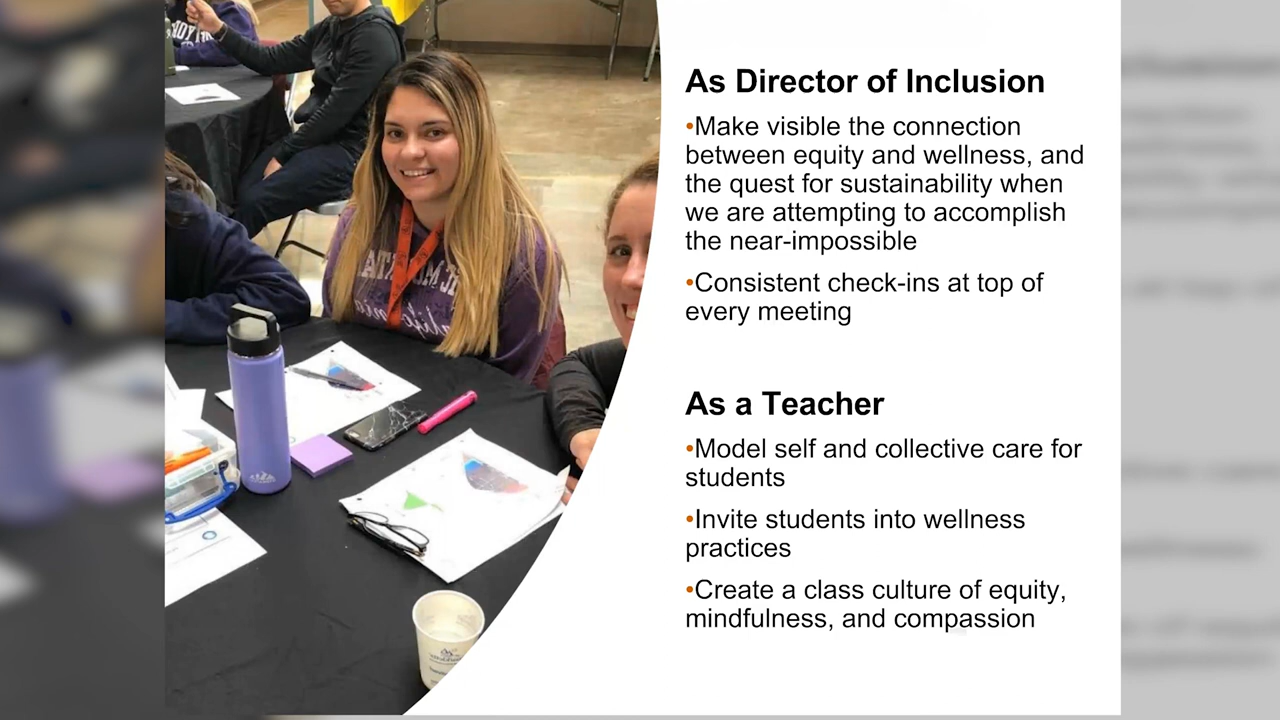 As Director of Inclusion
•Make visible the connection
between equity and wellness, and
the quest for sustainability when
we are attempting to accomplish
the near-impossible
•Consistent check-ins at top of
every meeting
As a Teacher
•Model self and collective care for
students
•Invite students into wellness
practices
•Create a class culture of equity,
mindfulness, and compassion